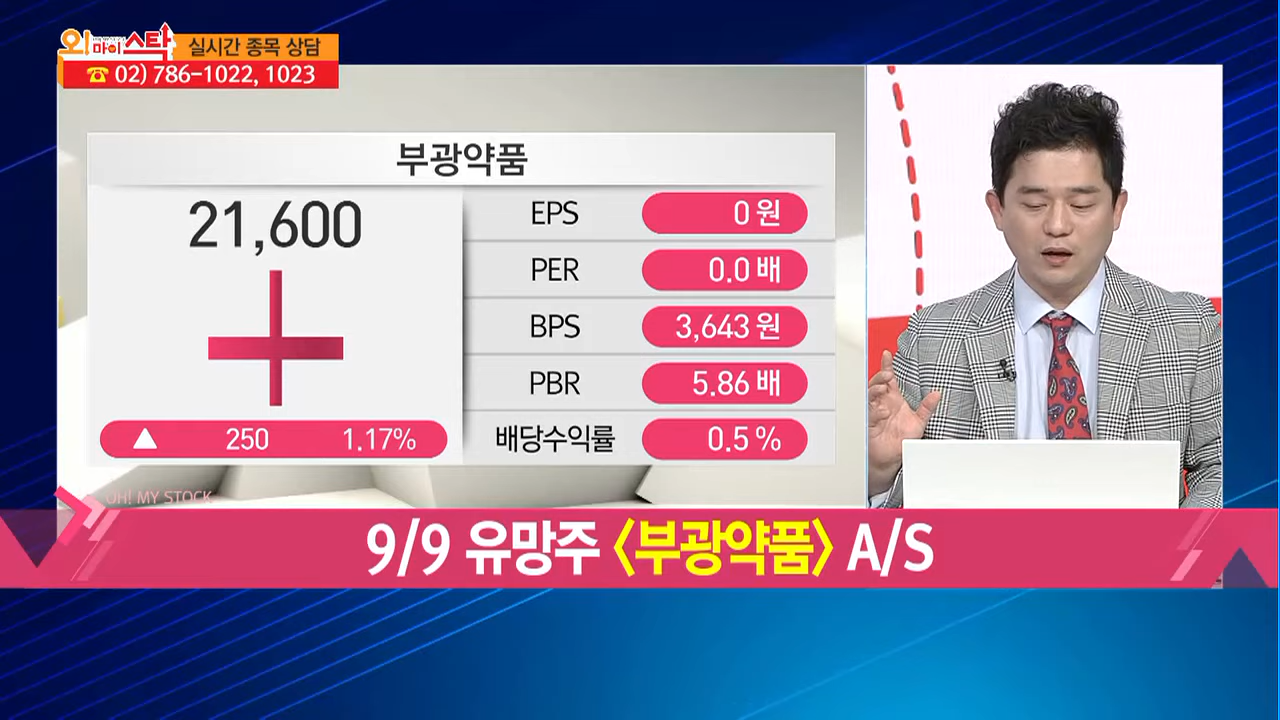 오! 마이 스탁
실시간 종목 상담
☎ 02) 786-1022, 1023
부광약품
21,600
▲ 250 1.17%
EPS 0 원
PER 0.0 배
BPS 3,643 원
PBR 5.86 배
배당수익률 0.5 %
OH! MY STOCK
9/9 유망주 〈부광약품〉 A/S